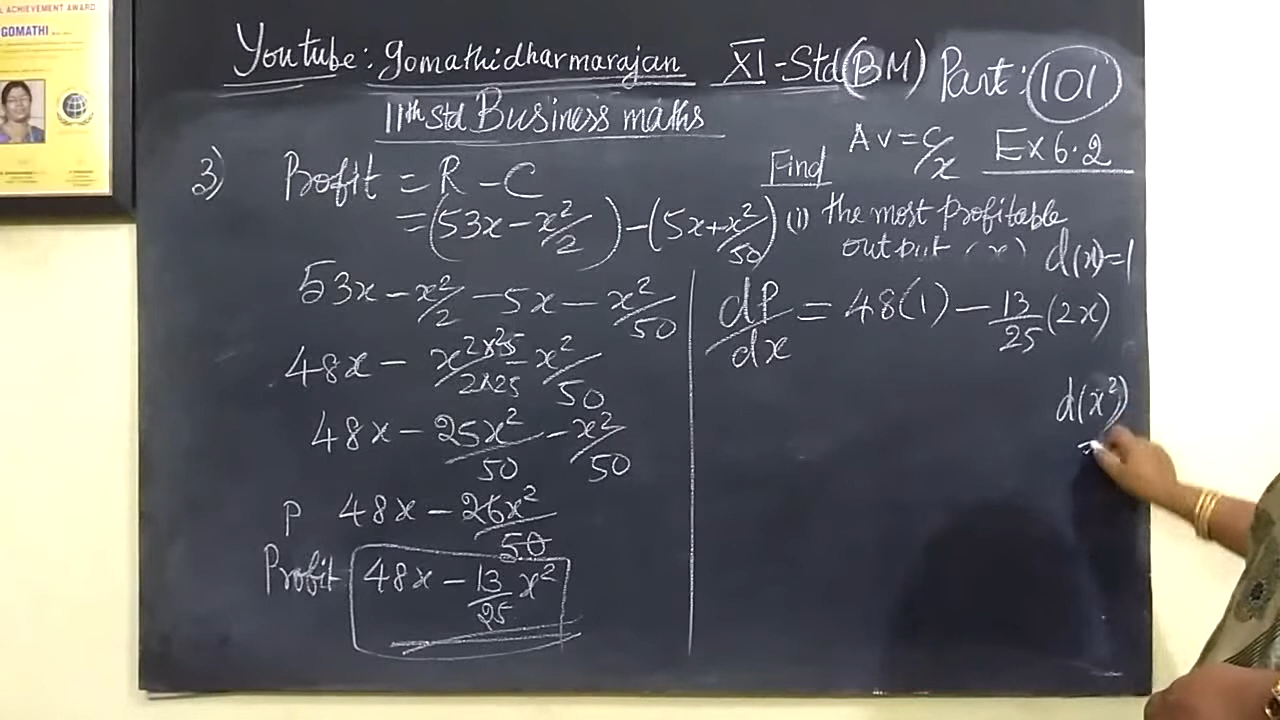 L ACHIEVEMENT AWARD
GOMATHI
Youtube: gomathidharmarajan XI-Std(BM) Part: 101
11th std Business maths
Ex 6.2
Av = C/x
Find
(i) the most profitable
output (x)
3) Profit = R - C
= (53x - x²/2) - (5x + x²/50)
53x - x²/2 - 5x - x²/50
48x - x²×25/2×25 - x²/50
48x - 25x²/50 - x²/50
P 48x - 26x²/50
Profit 48x - 13/25 x²
d(x) = 1
dP/dx = 48(1) - 13/25 (2x)
d(x²)
=